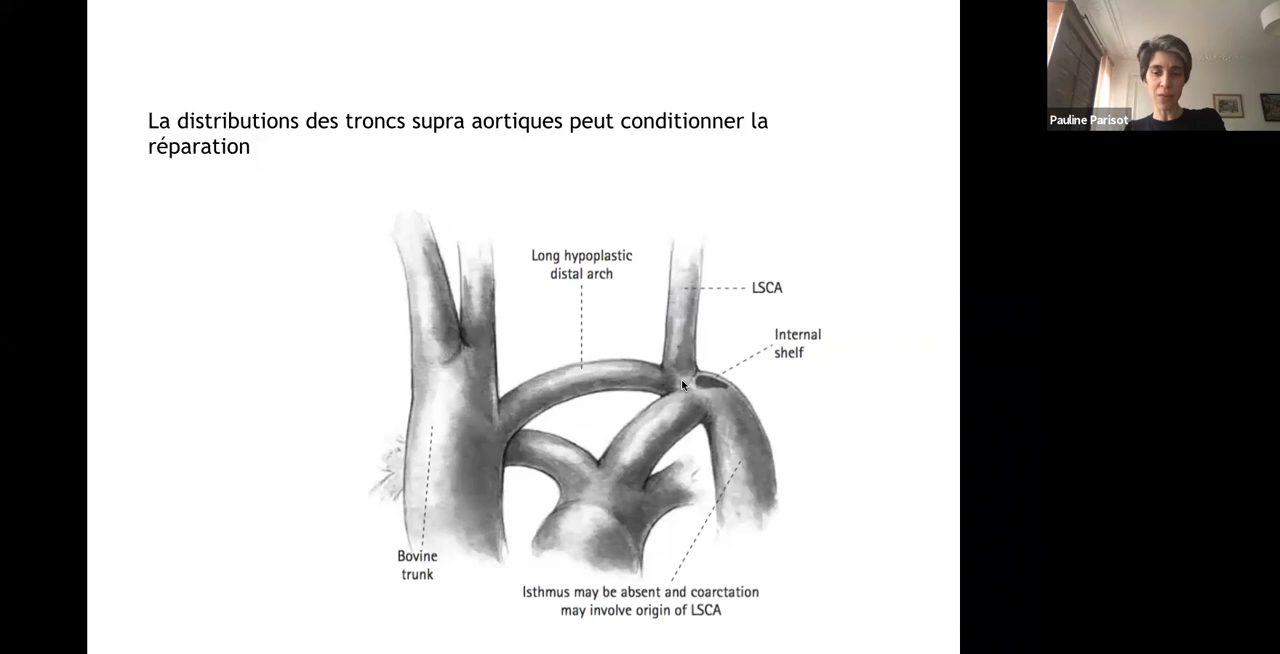 La distributions des troncs supra aortiques peut conditionner la
réparation
Long hypoplastic
distal arch
LSCA
Internal
shelf
Bovine
trunk
Isthmus may be absent and coarctation
may involve origin of LSCA
Pauline Parisot